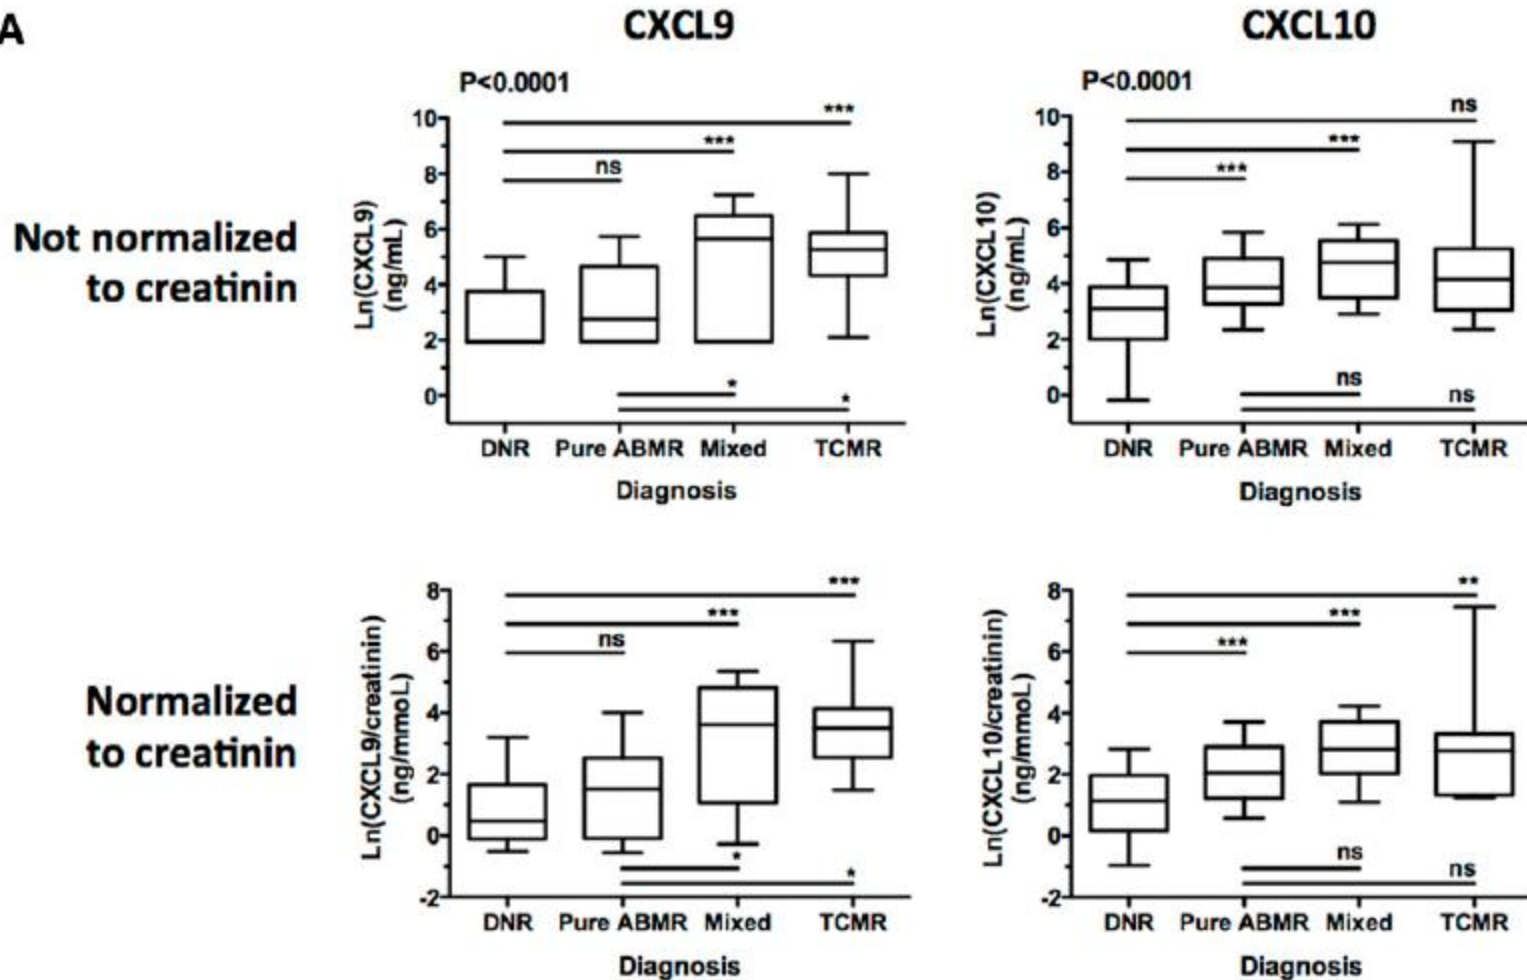 A
CXCL9
CXCL10
Not normalized
to creatinin
P<0.0001
Ln(CXCL9)
(ng/mL)
10
8
6
4
2
0
***
***
ns
*
*
DNR Pure ABMR Mixed TCMR
Diagnosis
P<0.0001
Ln(CXCL10)
(ng/mL)
10
8
6
4
2
0
ns
***
***
ns
ns
DNR Pure ABMR Mixed TCMR
Diagnosis
Normalized
to creatinin
Ln(CXCL9/creatinin)
(ng/mmoL)
8
6
4
2
0
-2
***
***
ns
*
*
DNR Pure ABMR Mixed TCMR
Diagnosis
Ln(CXCL10/creatinin)
(ng/mmoL)
8
6
4
2
0
-2
**
***
***
ns
ns
DNR Pure ABMR Mixed TCMR
Diagnosis